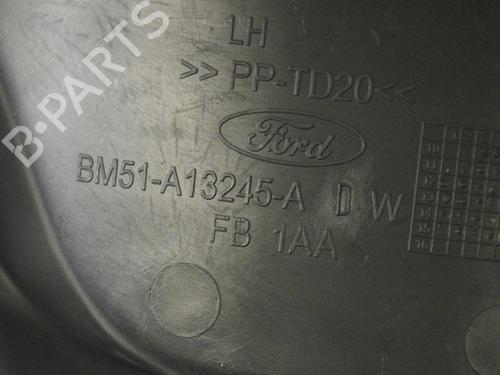 B-PARTS
LH
>> PP-TD20<<
Ford
BM51-A13245-A D W
FB 1AA